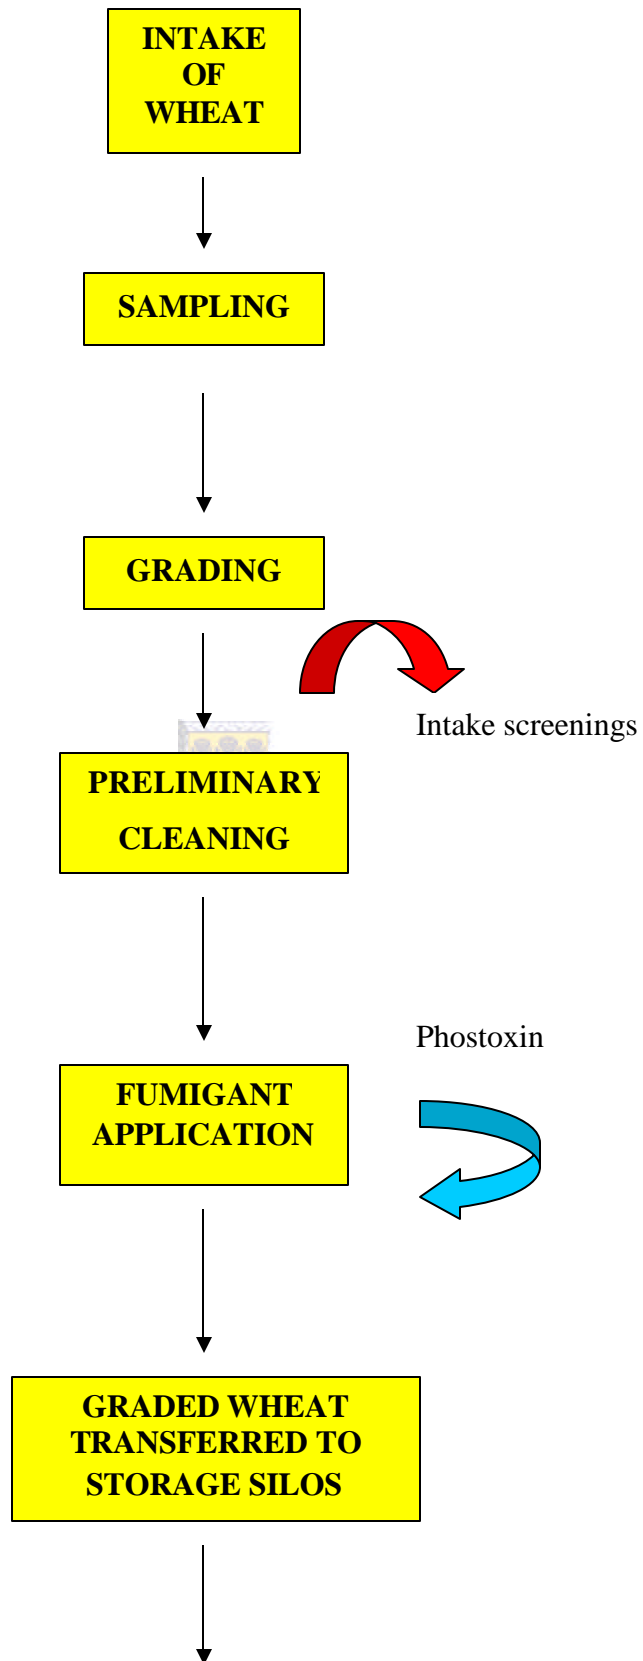 INTAKE
OF
WHEAT
SAMPLING
GRADING
Intake screenings
PRELIMINARY
CLEANING
Phostoxin
FUMIGANT
APPLICATION
GRADED WHEAT
TRANSFERRED TO
STORAGE SILOS